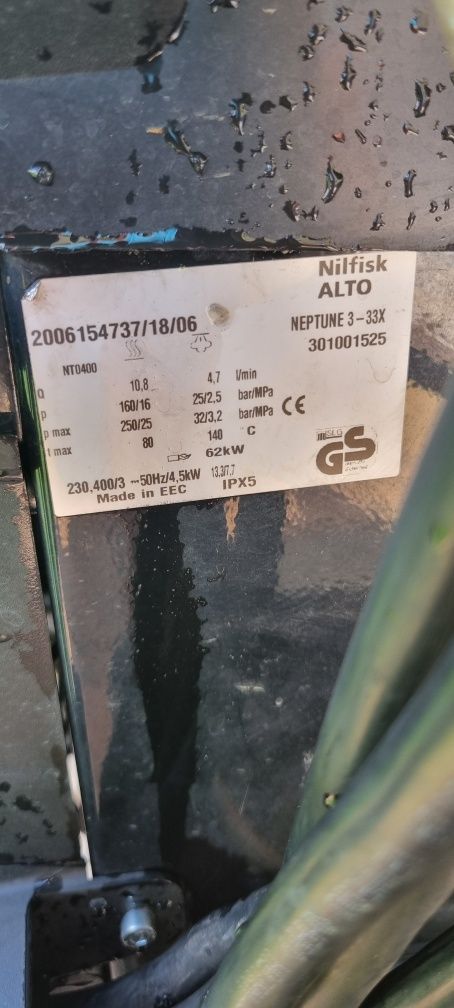 Nilfisk
ALTO
2006154737/18/06
NEPTUNE 3-33X
301001525
NT0400
Q 10,8 4,7 l/min
p 160/16 25/2,5 bar/MPa
p max 250/25 32/3,2 bar/MPa CE
t max 80 140 C
62kW
GS
230,400/3 ~50Hz/4,5kW 13.3/7.7
Made in EEC IPX5